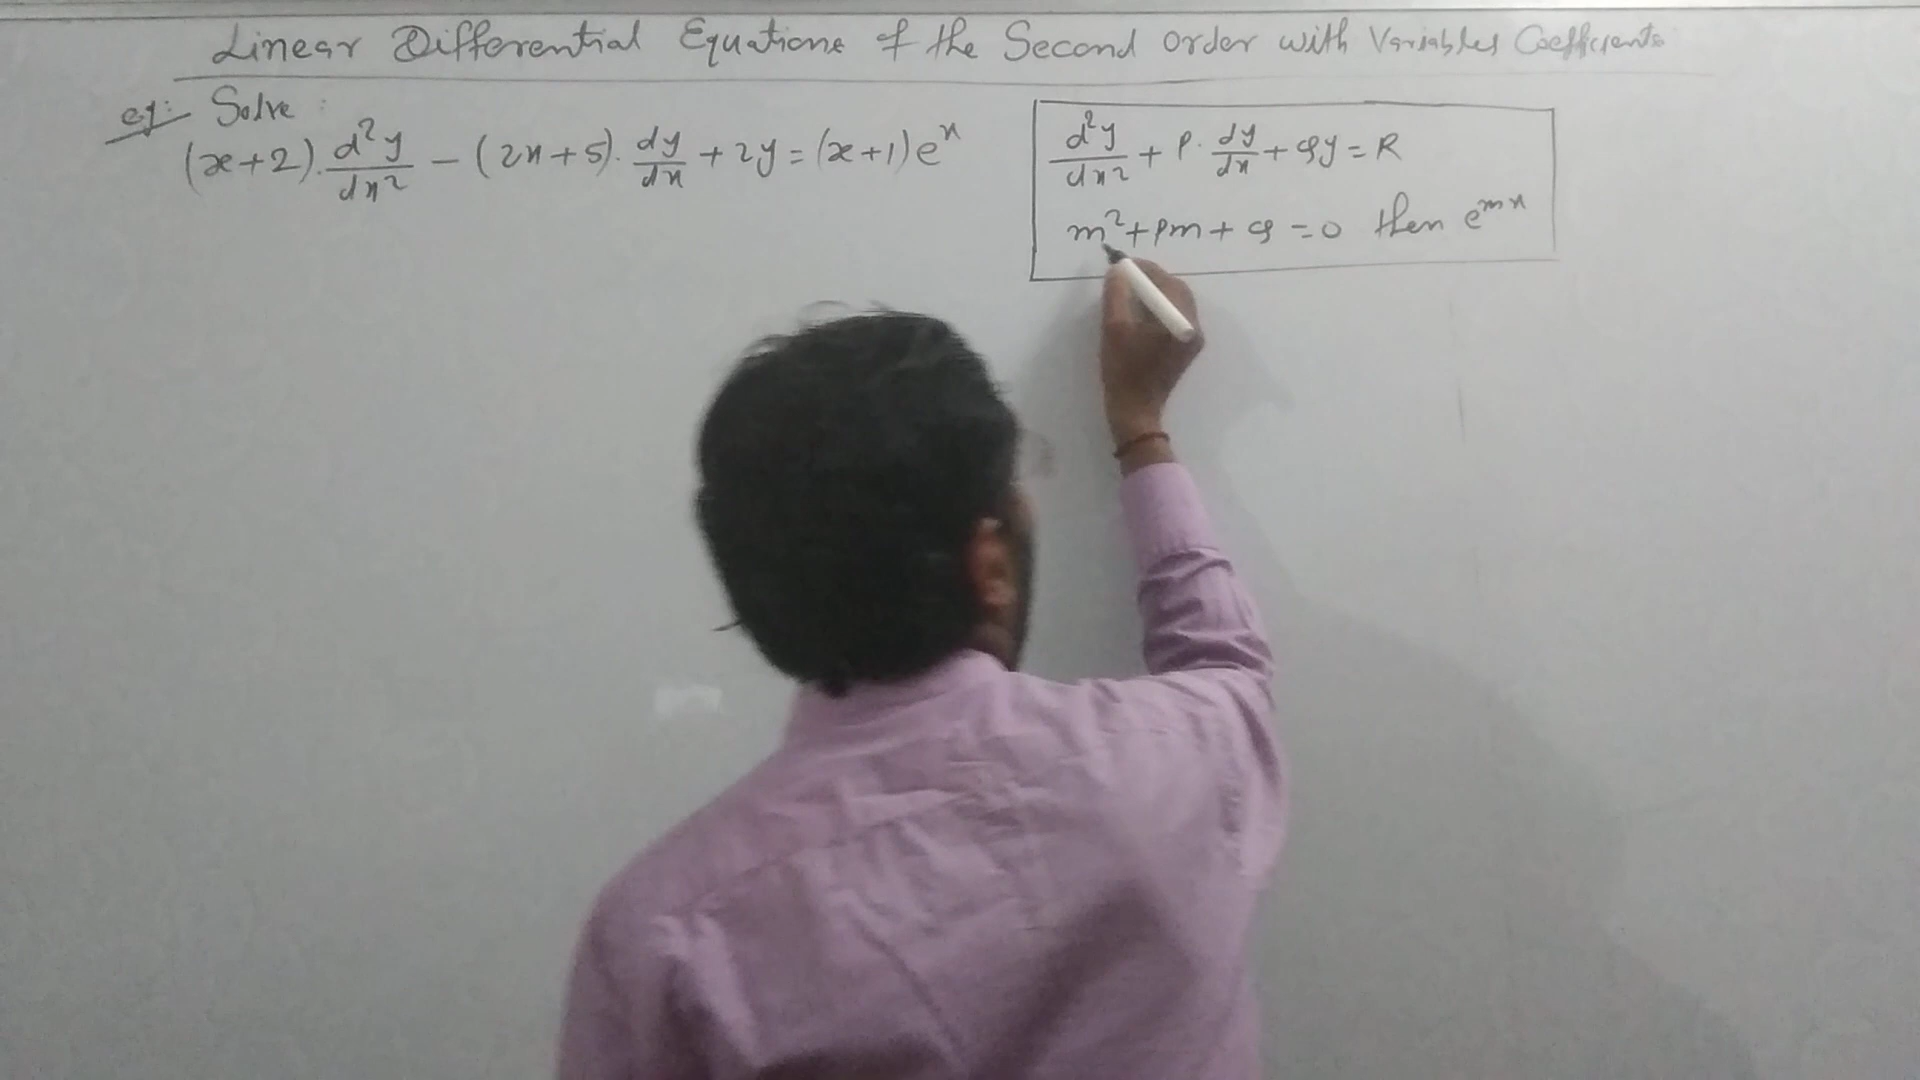 Linear Differential Equations of the Second Order with Variables Coefficients
eg:- Solve :
(x+2). d²y/dx² - (2x+5). dy/dx + 2y = (x+1)eˣ
d²y/dx² + P. dy/dx + Qy = R
m² + Pm + Q = 0 then e^mx